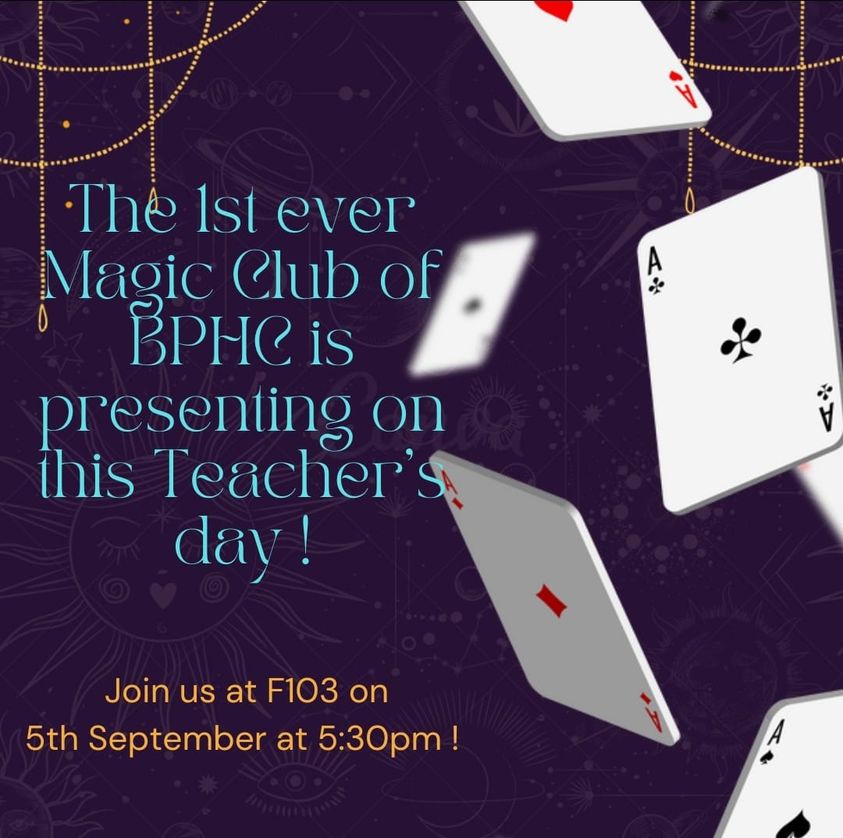 The 1st ever
Magic Club of
BPHC is
presenting on
this Teacher's
day !
Join us at F103 on
5th September at 5:30pm !
A
A
A
A
A
A